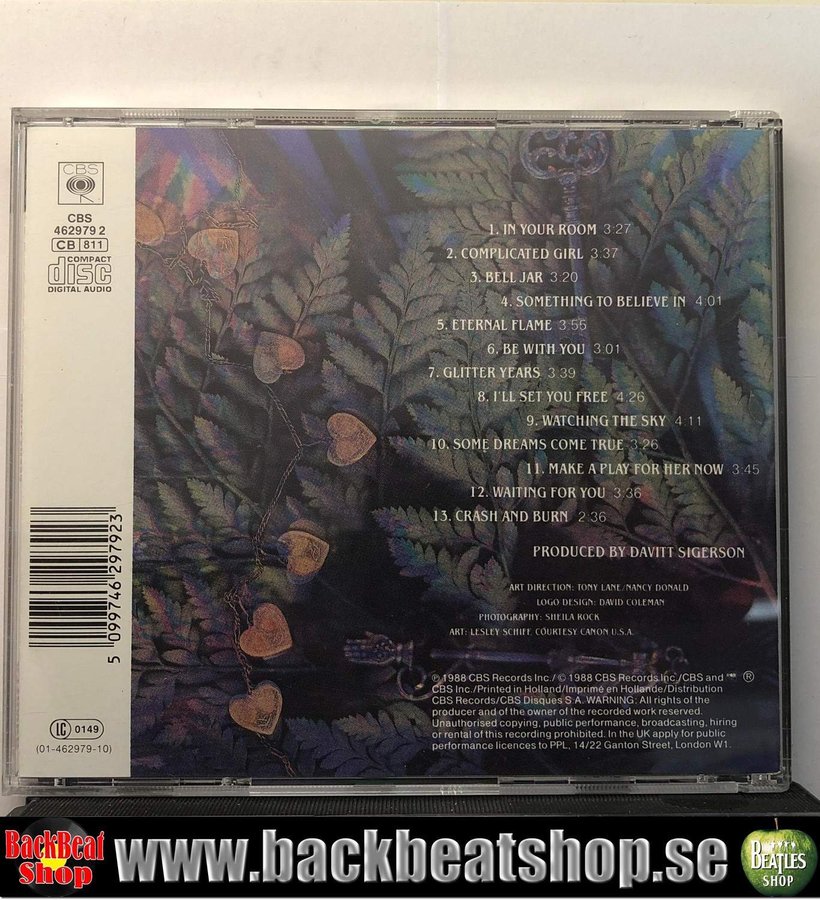 CBS
CBS
462979 2
CB 811
COMPACT
disc
DIGITAL AUDIO
1. IN YOUR ROOM 3:27
2. COMPLICATED GIRL 3:37
3. BELL JAR 3:20
4. SOMETHING TO BELIEVE IN 4:01
5. ETERNAL FLAME 3:55
6. BE WITH YOU 3:01
7. GLITTER YEARS 3:39
8. I'LL SET YOU FREE 4:26
9. WATCHING THE SKY 4:11
10. SOME DREAMS COME TRUE 3:26
11. MAKE A PLAY FOR HER NOW 3:45
12. WAITING FOR YOU 3:36
13. CRASH AND BURN 2:36
PRODUCED BY DAVITT SIGERSON
ART DIRECTION: TONY LANE/NANCY DONALD
LOGO DESIGN: DAVID COLEMAN
PHOTOGRAPHY: SHEILA ROCK
ART: LESLEY SCHIFF COURTESY CANON U.S.A.
℗ 1988 CBS Records Inc./ © 1988 CBS Records Inc./CBS and ®
CBS Inc./Printed in Holland/Imprimé en Hollande/Distribution
CBS Records/CBS Disques S.A. WARNING: All rights of the
producer and of the owner of the recorded work reserved.
Unauthorised copying, public performance, broadcasting, hiring
or rental of this recording prohibited. In the UK apply for public
performance licences to PPL, 14/22 Ganton Street, London W1.
5 099746 297923
LC 0149
(01-462979-10)
BackBeat
Shop
www.backbeatshop.se
BEATLES
SHOP